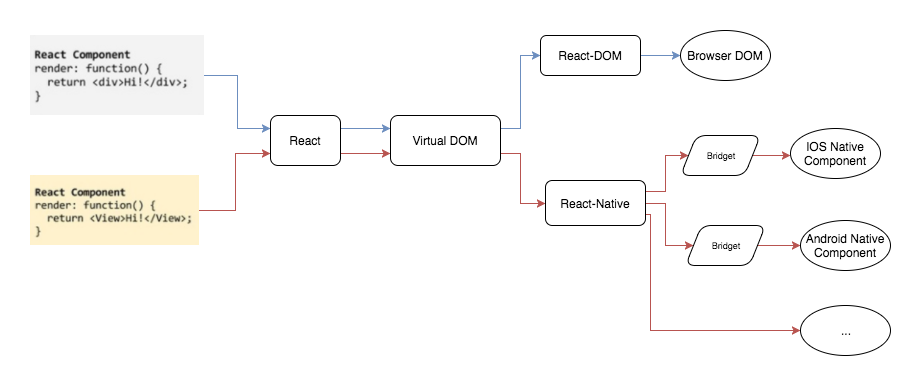 React Component
render: function() {
  return <div>Hi!</div>;
}
React Component
render: function() {
  return <View>Hi!</View>;
}
React
Virtual DOM
React-DOM
Browser DOM
React-Native
Bridget
IOS Native
Component
Bridget
Android Native
Component
...